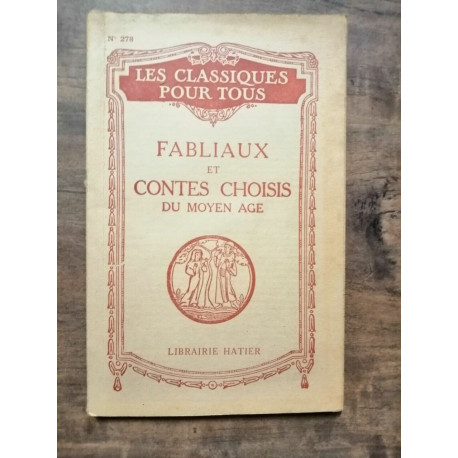 N° 278
LES CLASSIQUES
POUR TOUS
FABLIAUX
ET
CONTES CHOISIS
DU MOYEN AGE
LIBRAIRIE HATIER